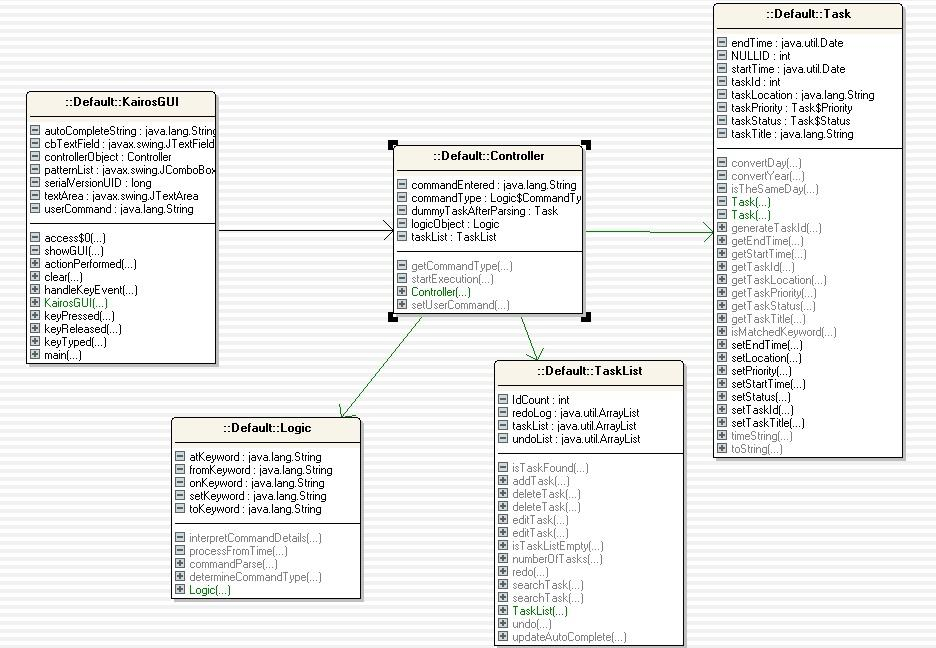 ::Default::KairosGUI
autoCompleteString : java.lang.String
cbTextField : javax.swing.JTextField
controllerObject : Controller
patternList : javax.swing.JComboBox
serialVersionUID : long
textArea : javax.swing.JTextArea
userCommand : java.lang.String
access$0(...)
showGUI(...)
actionPerformed(...)
clear(...)
handleKeyEvent(...)
KairosGUI(...)
keyPressed(...)
keyReleased(...)
keyTyped(...)
main(...)
::Default::Controller
commandEntered : java.lang.String
commandType : Logic$CommandTy
dummyTaskAfterParsing : Task
logicObject : Logic
taskList : TaskList
getCommandType(...)
startExecution(...)
Controller(...)
setUserCommand(...)
::Default::Task
endTime : java.util.Date
NULLID : int
startTime : java.util.Date
taskId : int
taskLocation : java.lang.String
taskPriority : Task$Priority
taskStatus : Task$Status
taskTitle : java.lang.String
convertDay(...)
convertYear(...)
isTheSameDay(...)
Task(...)
Task(...)
generateTaskId(...)
getEndTime(...)
getStartTime(...)
getTaskId(...)
getTaskLocation(...)
getTaskPriority(...)
getTaskStatus(...)
getTaskTitle(...)
isMatchedKeyword(...)
setEndTime(...)
setLocation(...)
setPriority(...)
setStartTime(...)
setStatus(...)
setTaskId(...)
setTaskTitle(...)
timeString(...)
toString(...)
::Default::Logic
atKeyword : java.lang.String
fromKeyword : java.lang.String
onKeyword : java.lang.String
setKeyword : java.lang.String
toKeyword : java.lang.String
interpretCommandDetails(...)
processFromTime(...)
commandParse(...)
determineCommandType(...)
Logic(...)
::Default::TaskList
IdCount : int
redoLog : java.util.ArrayList
taskList : java.util.ArrayList
undoList : java.util.ArrayList
isTaskFound(...)
addTask(...)
deleteTask(...)
deleteTask(...)
editTask(...)
editTask(...)
isTaskListEmpty(...)
numberOfTasks(...)
redo(...)
searchTask(...)
searchTask(...)
TaskList(...)
undo(...)
updateAutoComplete(...)